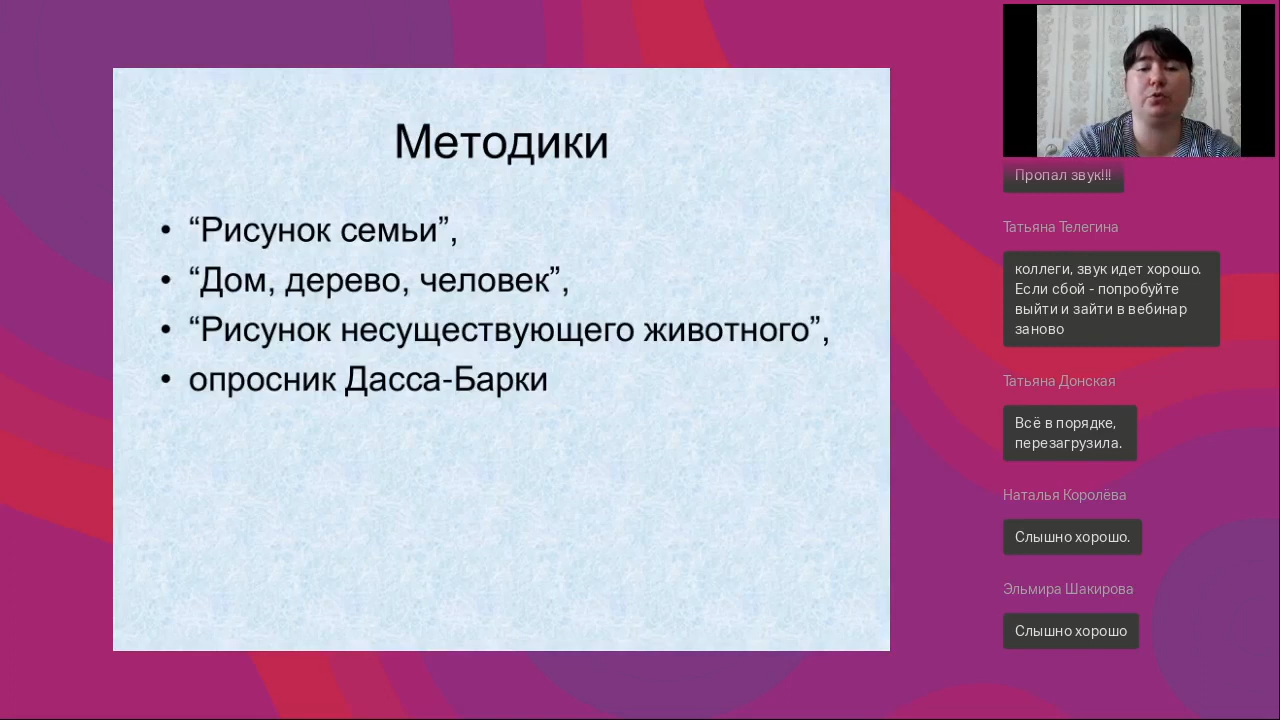 Методики
• “Рисунок семьи”,
• “Дом, дерево, человек”,
• “Рисунок несуществующего животного”,
• опросник Дасса-Барки
Пропал звук!!!
Татьяна Телегина
коллеги, звук идет хорошо.
Если сбой - попробуйте
выйти и зайти в вебинар
заново
Татьяна Донская
Всё в порядке,
перезагрузила.
Наталья Королёва
Слышно хорошо.
Эльмира Шакирова
Слышно хорошо